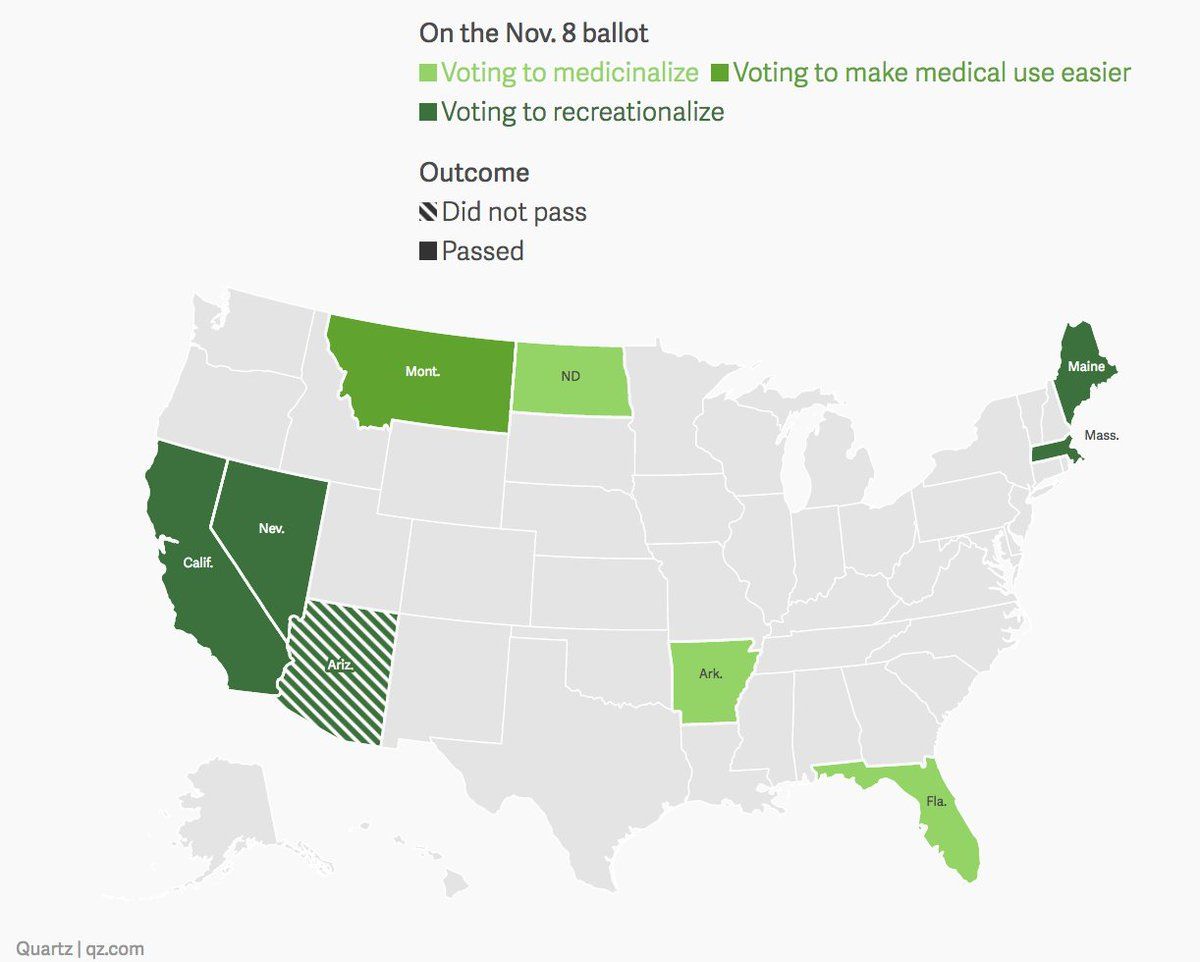 On the Nov. 8 ballot
Voting to medicinalize Voting to make medical use easier
Voting to recreationalize
Outcome
Did not pass
Passed
Maine
Mont.
ND
Mass.
Nev.
Calif.
Ariz.
Ark.
Fla.
Quartz | qz.com